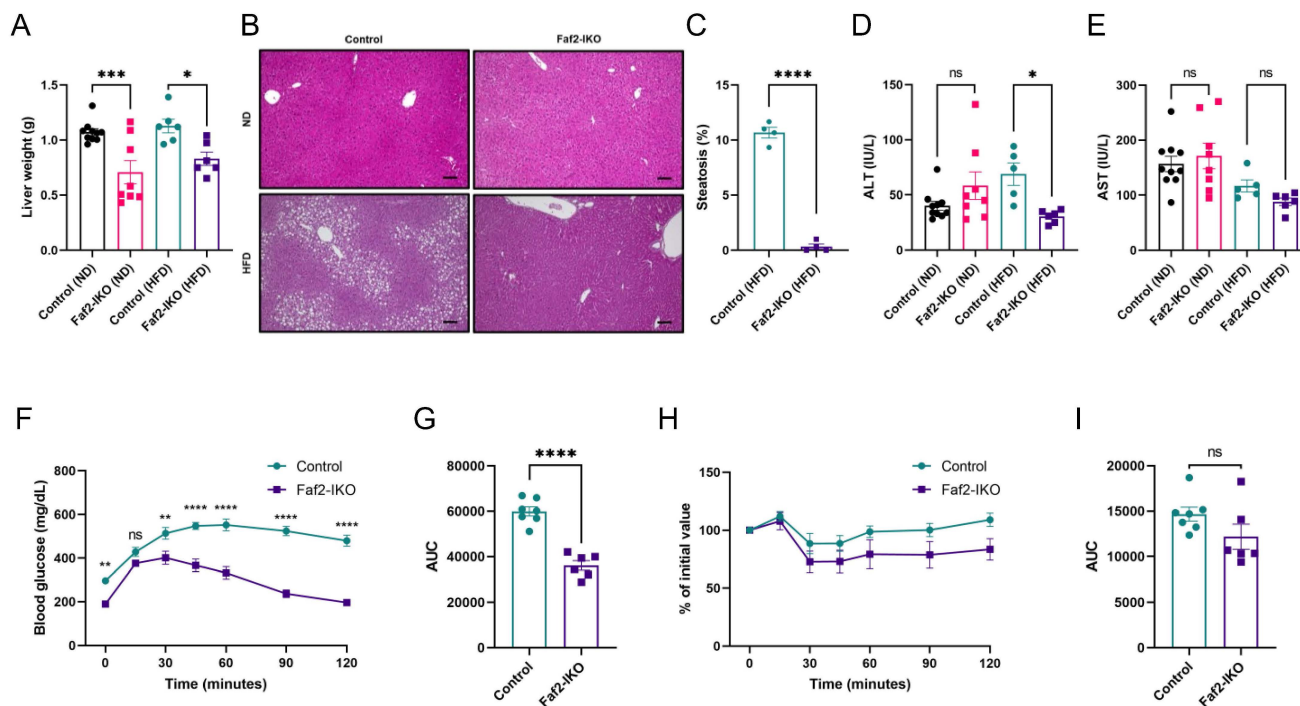 A
B
C
D
E
Control
Faf2-IKO
ND
HFD
Liver weight (g)
1.5
1.0
0.5
0.0
***
*
Control (ND)
Faf2-IKO (ND)
Control (HFD)
Faf2-IKO (HFD)
Steatosis (%)
15
10
5
0
****
Control (HFD)
Faf2-IKO (HFD)
ALT (IU/L)
150
100
50
0
ns
*
Control (ND)
Faf2-IKO (ND)
Control (HFD)
Faf2-IKO (HFD)
AST (IU/L)
300
200
100
0
ns
ns
Control (ND)
Faf2-IKO (ND)
Control (HFD)
Faf2-IKO (HFD)
F
G
H
I
Blood glucose (mg/dL)
800
600
400
200
0
Control
Faf2-IKO
**
ns
**
****
****
****
****
0
30
60
90
120
Time (minutes)
AUC
80000
60000
40000
20000
0
****
Control
Faf2-IKO
% of initial value
150
100
50
0
Control
Faf2-IKO
0
30
60
90
120
Time (minutes)
AUC
20000
15000
10000
5000
0
ns
Control
Faf2-IKO